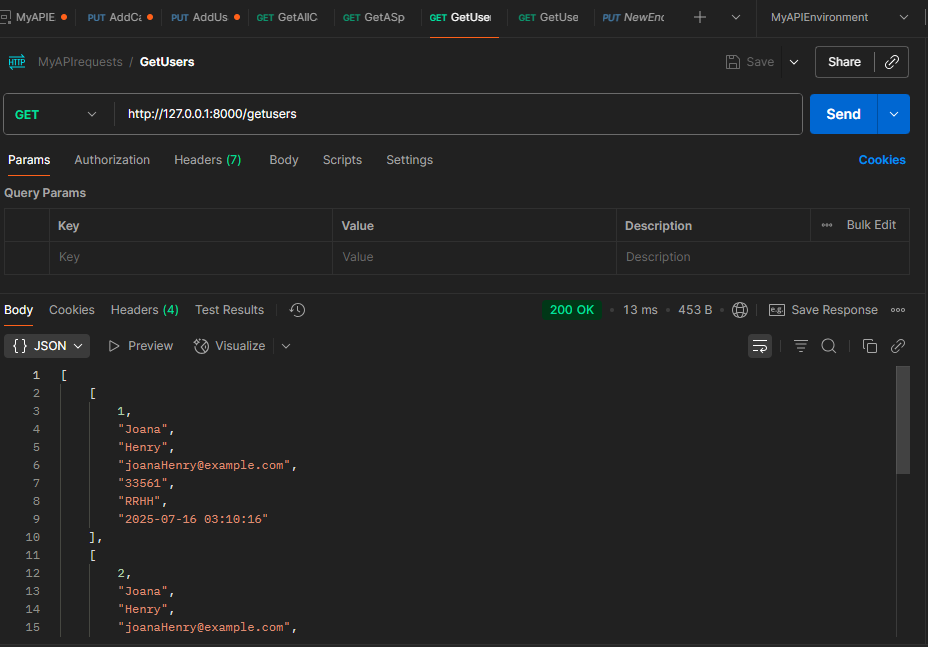 MyAPIE PUT AddCu PUT AddUs GET GetAllC GET GetASp GET GetUser GET GetUse PUT NewEnd MyAPIEnvironment
HTTP MyAPIrequests / GetUsers Save Share
GET http://127.0.0.1:8000/getusers Send
Params Authorization Headers (7) Body Scripts Settings Cookies
Query Params
Key Value Description Bulk Edit
Key Value Description
Body Cookies Headers (4) Test Results 200 OK 13 ms 453 B e.g. Save Response
{} JSON Preview Visualize
1 [
2 [
3 1,
4 "Joana",
5 "Henry",
6 "joanaHenry@example.com",
7 "33561",
8 "RRHH",
9 "2025-07-16 03:10:16"
10 ],
11 [
12 2,
13 "Joana",
14 "Henry",
15 "joanaHenry@example.com",